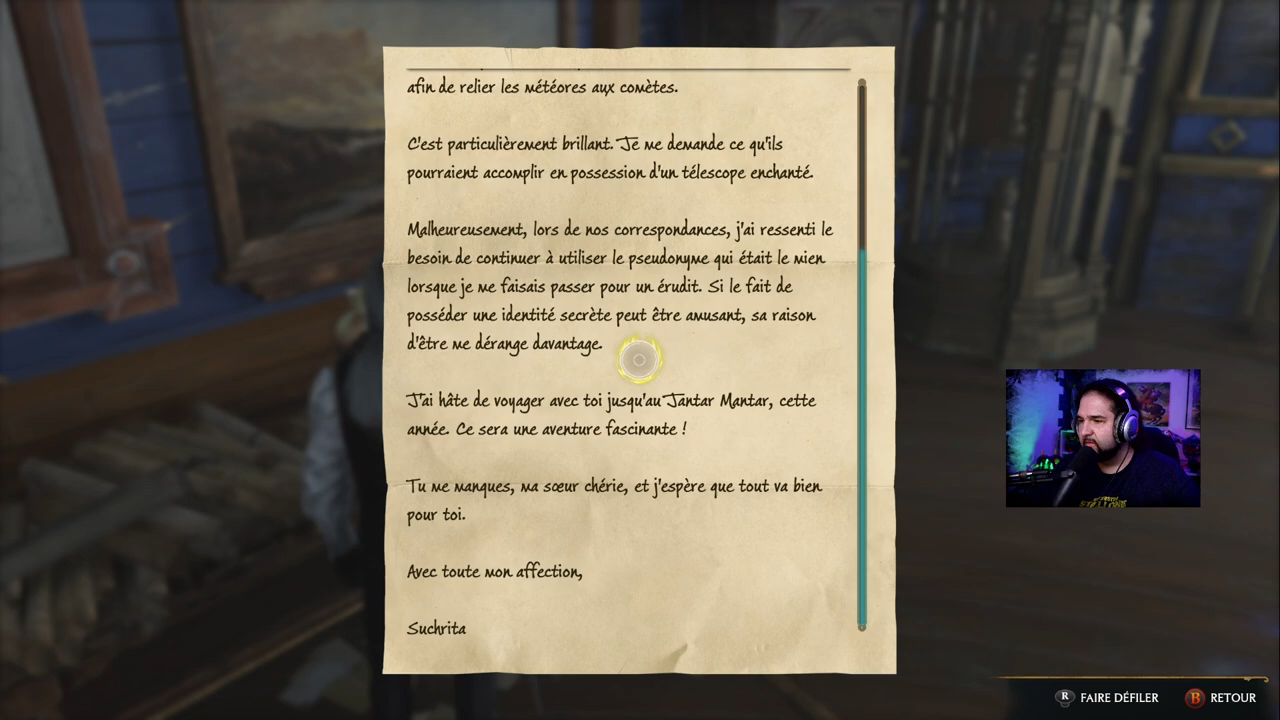 afin de relier les météores aux comètes.
C'est particulièrement brillant. Je me demande ce qu'ils
pourraient accomplir en possession d'un télescope enchanté.
Malheureusement, lors de nos correspondances, j'ai ressenti le
besoin de continuer à utiliser le pseudonyme qui était le mien
lorsque je me faisais passer pour un érudit. Si le fait de
posséder une identité secrète peut être amusant, sa raison
d'être me dérange davantage.
J'ai hâte de voyager avec toi jusqu'au Jantar Mantar, cette
année. Ce sera une aventure fascinante !
Tu me manques, ma sœur chérie, et j'espère que tout va bien
pour toi.
Avec toute mon affection,
Suchrita
R FAIRE DÉFILER B RETOUR